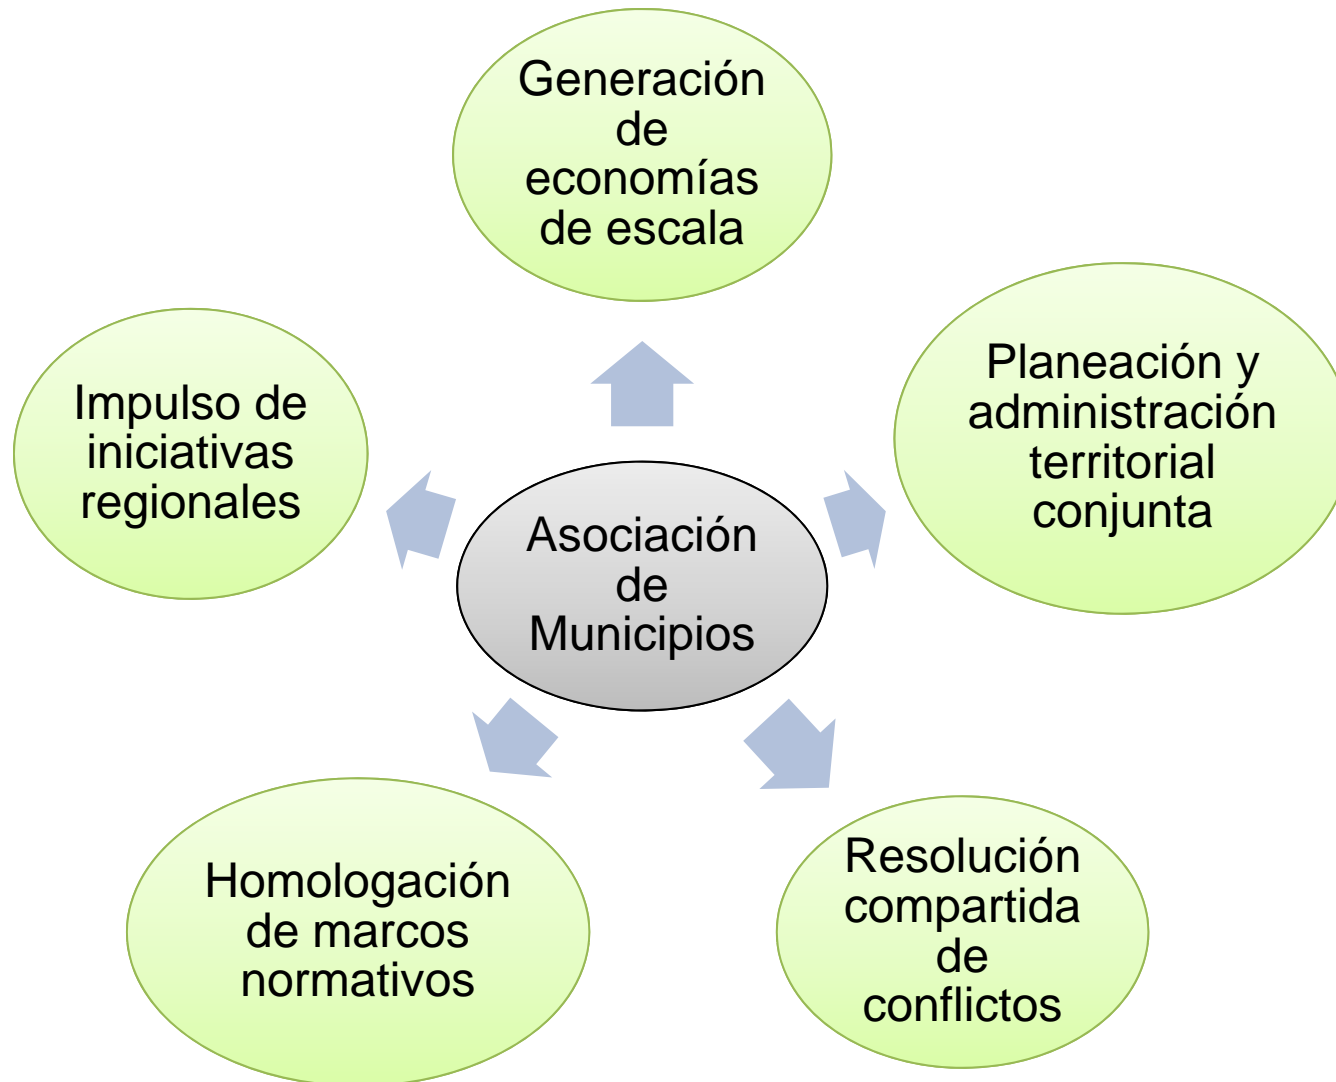 Generación
de
economías
de escala
Planeación y
administración
territorial
conjunta
Impulso de
iniciativas
regionales
Asociación
de
Municipios
Homologación
de marcos
normativos
Resolución
compartida
de
conflictos